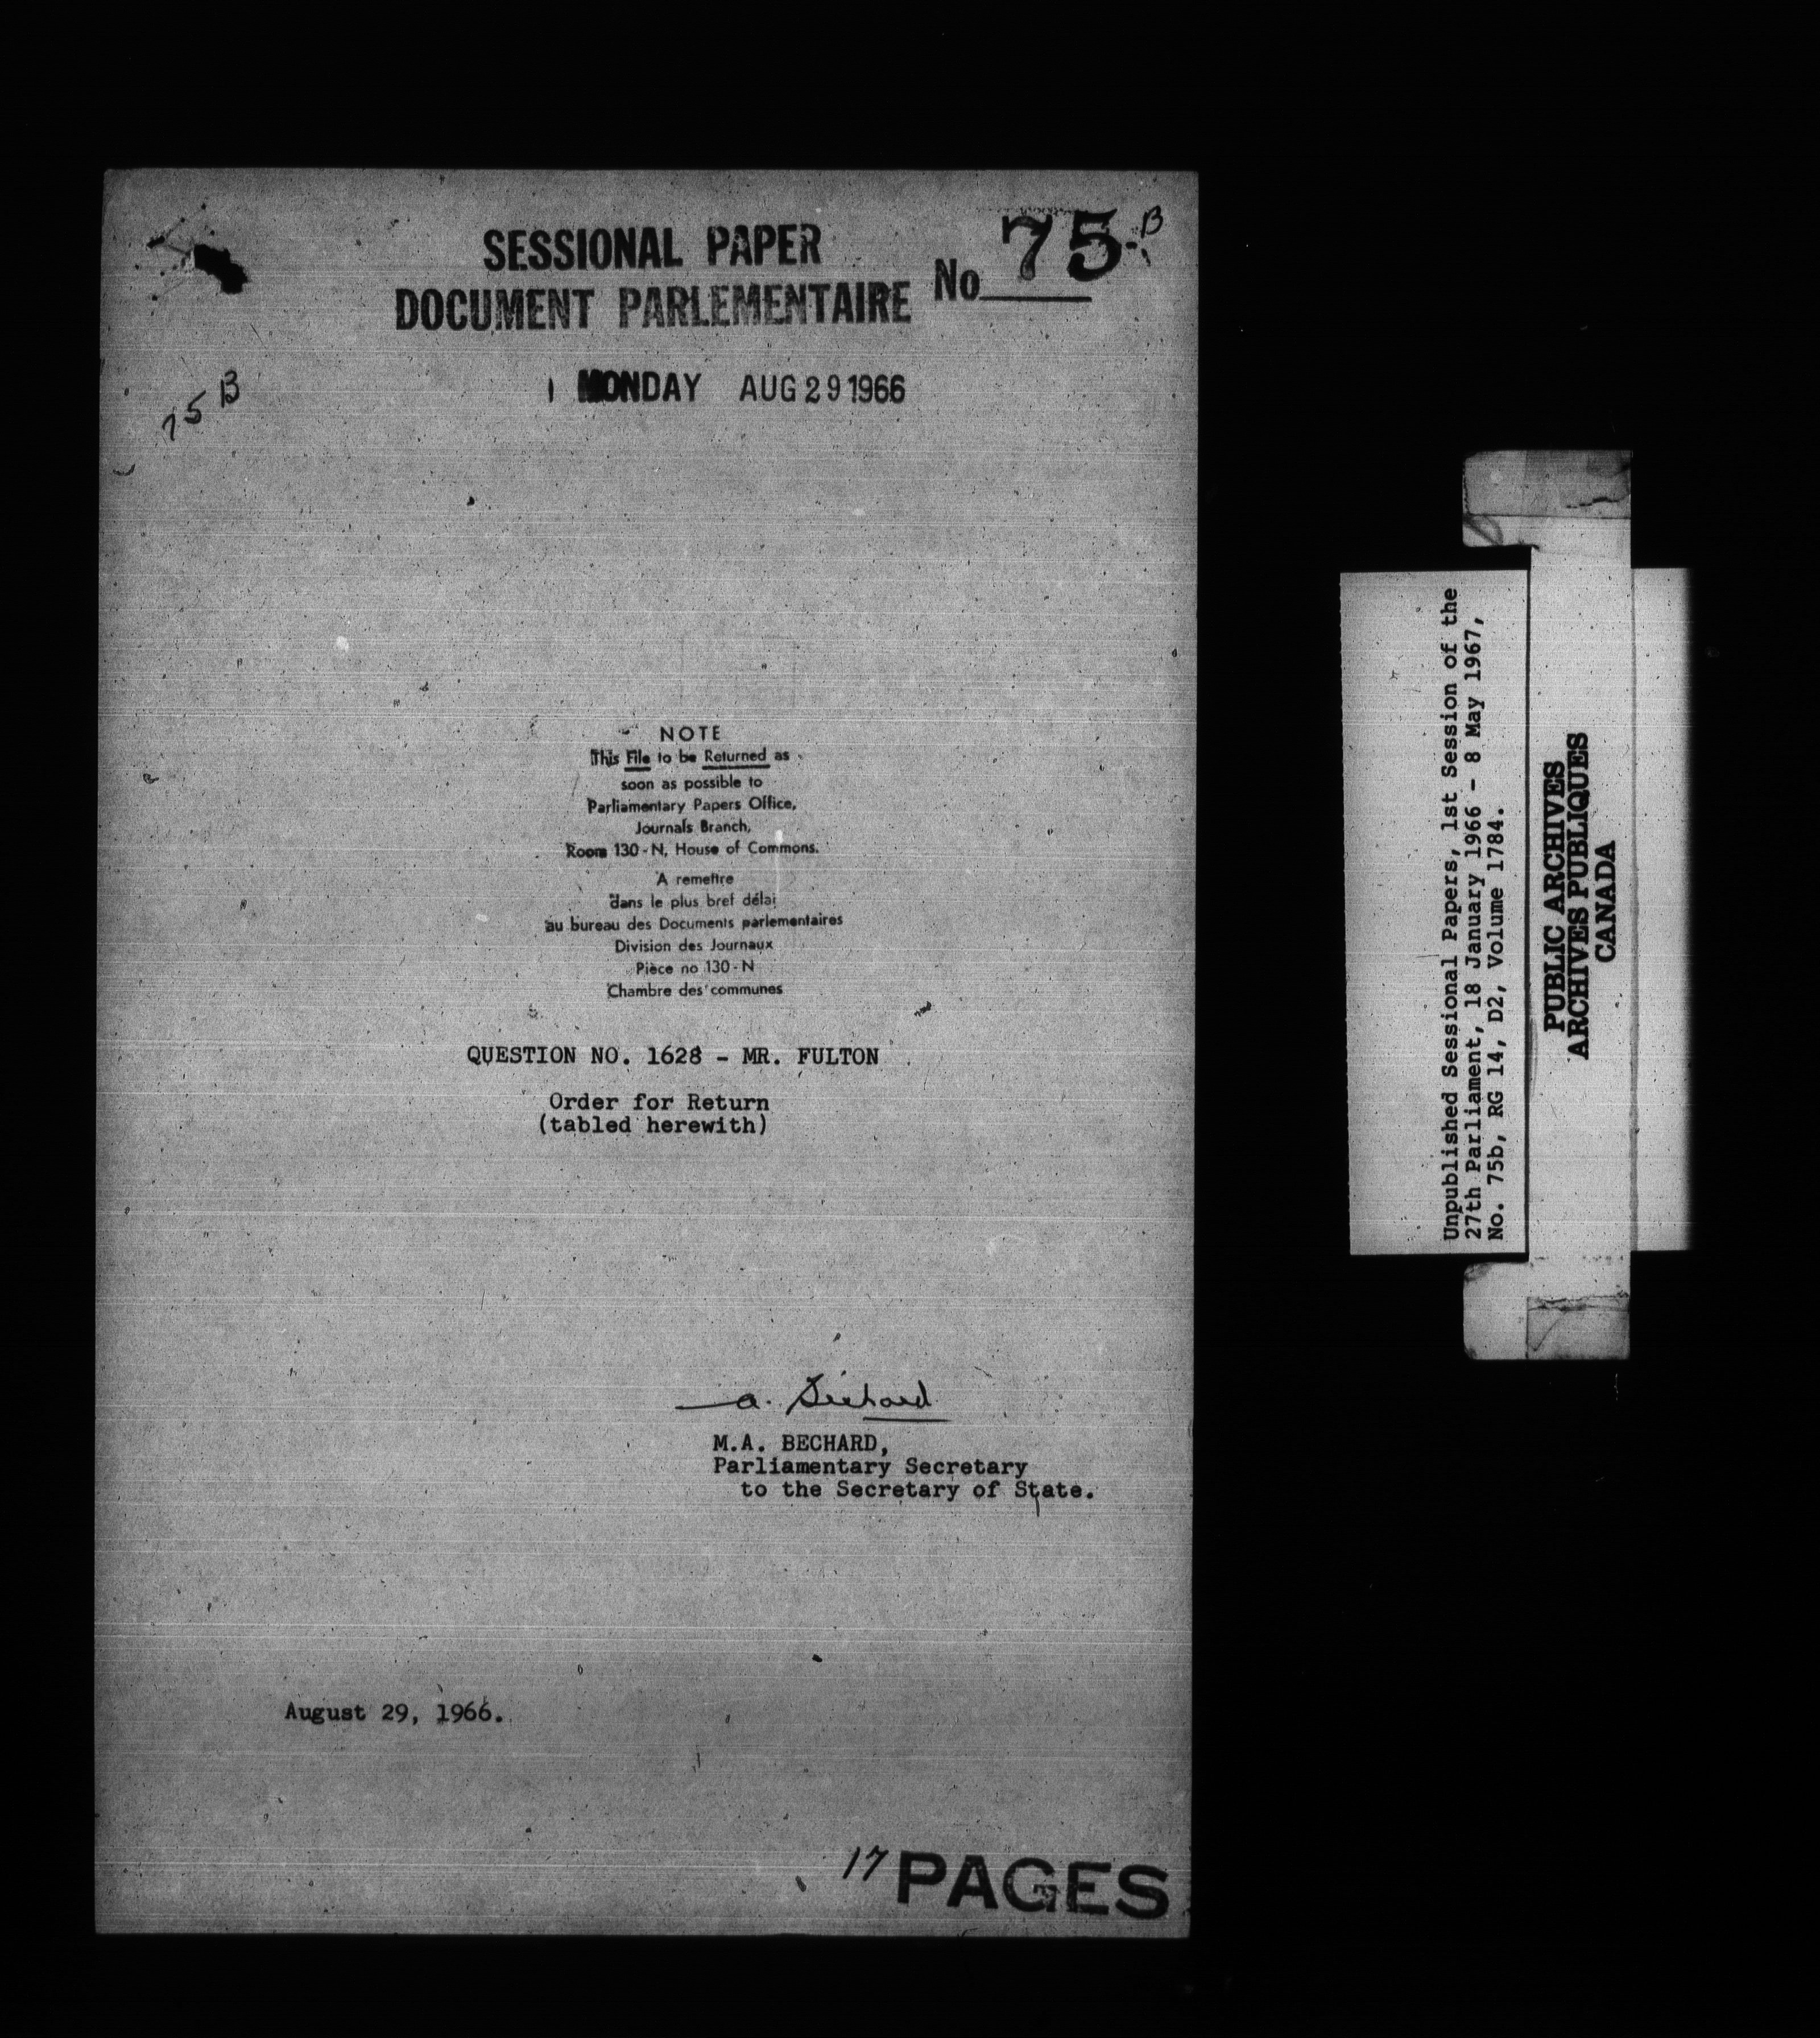 SESSIONAL PAPER
DOCUMENT PARLEMENTAIRE
No 75-B
75B
MONDAY AUG 29 1966
NOTE
This File to be Returned as
soon as possible to
Parliamentary Papers Office,
Journals Branch,
Room 130-N, House of Commons.
A remettre
dans le plus bref délai
au bureau des Documents parlementaires
Division des Journaux
Pièce no 130-N
Chambre des communes
QUESTION NO. 1628 - MR. FULTON
Order for Return
(tabled herewith)
a. Bechard
M.A. BECHARD,
Parliamentary Secretary
to the Secretary of State.
August 29, 1966.
17 PAGES
Unpublished Sessional Papers, 1st Session of the
27th Parliament, 18 January 1966 - 8 May 1967,
No. 75b, RG 14, D2, Volume 1784.
PUBLIC ARCHIVES
ARCHIVES PUBLIQUES
CANADA